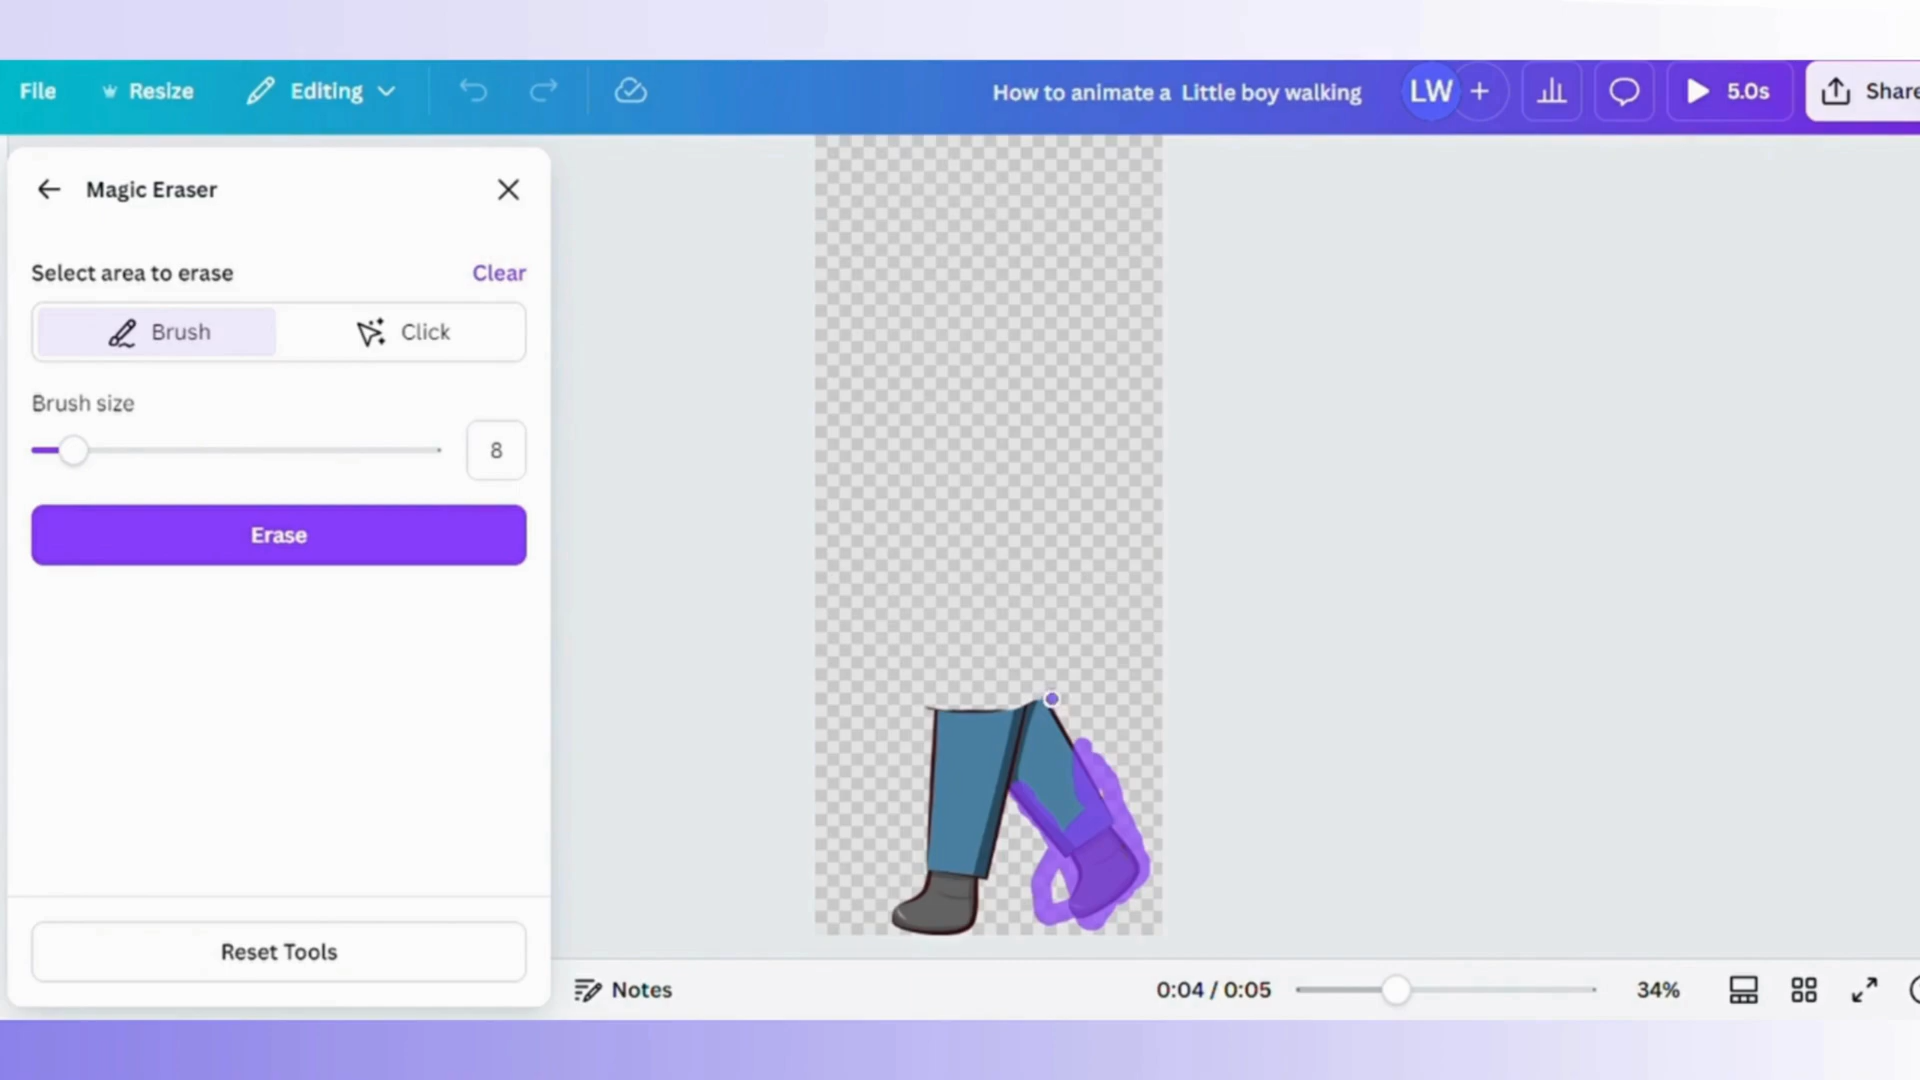 File Resize Editing How to animate a Little boy walking LW 5.0s Share
Magic Eraser
Select area to erase Clear
Brush Click
Brush size
8
Erase
Reset Tools
Notes 0:04 / 0:05 34%